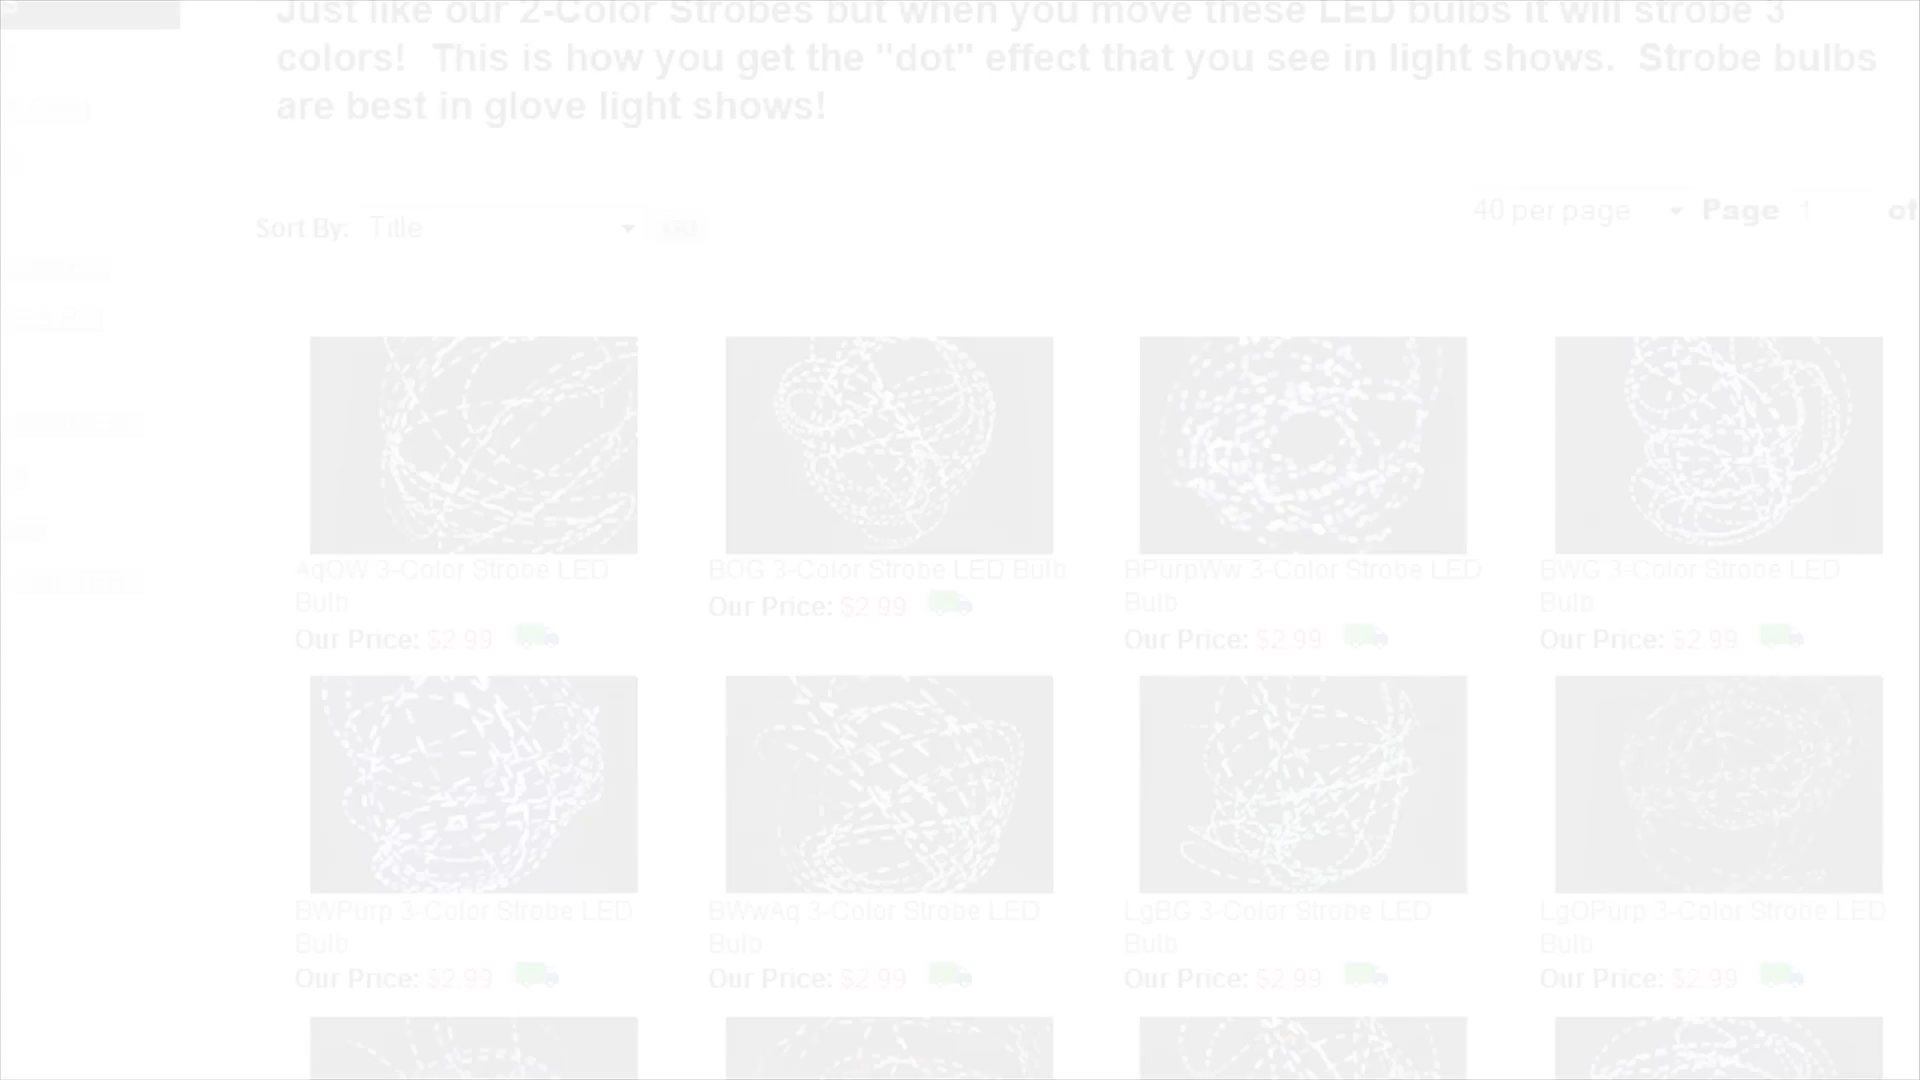 Just like our 2-Color Strobes but when you move these LED bulbs it will strobe 3
colors!  This is how you get the "dot" effect that you see in light shows.  Strobe bulbs
are best in glove light shows!
Sort By: Title GO
40 per page Page 1 of
AqOW 3-Color Strobe LED
Bulb
Our Price: $2.99
BOG 3-Color Strobe LED Bulb
Our Price: $2.99
BPurpWw 3-Color Strobe LED
Bulb
Our Price: $2.99
BWG 3-Color Strobe LED
Bulb
Our Price: $2.99
BWPurp 3-Color Strobe LED
Bulb
Our Price: $2.99
BWwAq 3-Color Strobe LED
Bulb
Our Price: $2.99
LgBG 3-Color Strobe LED
Bulb
Our Price: $2.99
LgOPurp 3-Color Strobe LED
Bulb
Our Price: $2.99